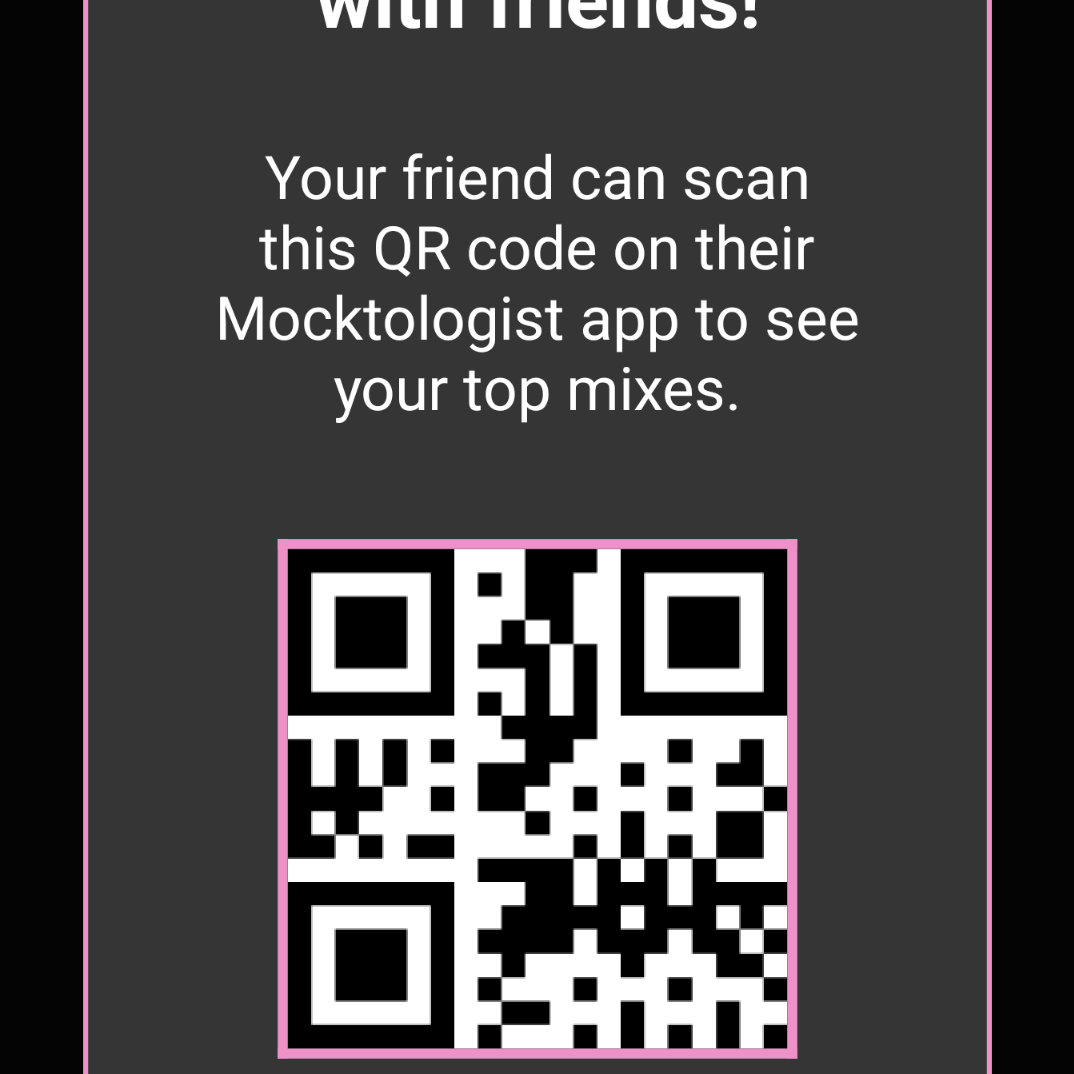 with friends!
Your friend can scan
this QR code on their
Mocktologist app to see
your top mixes.